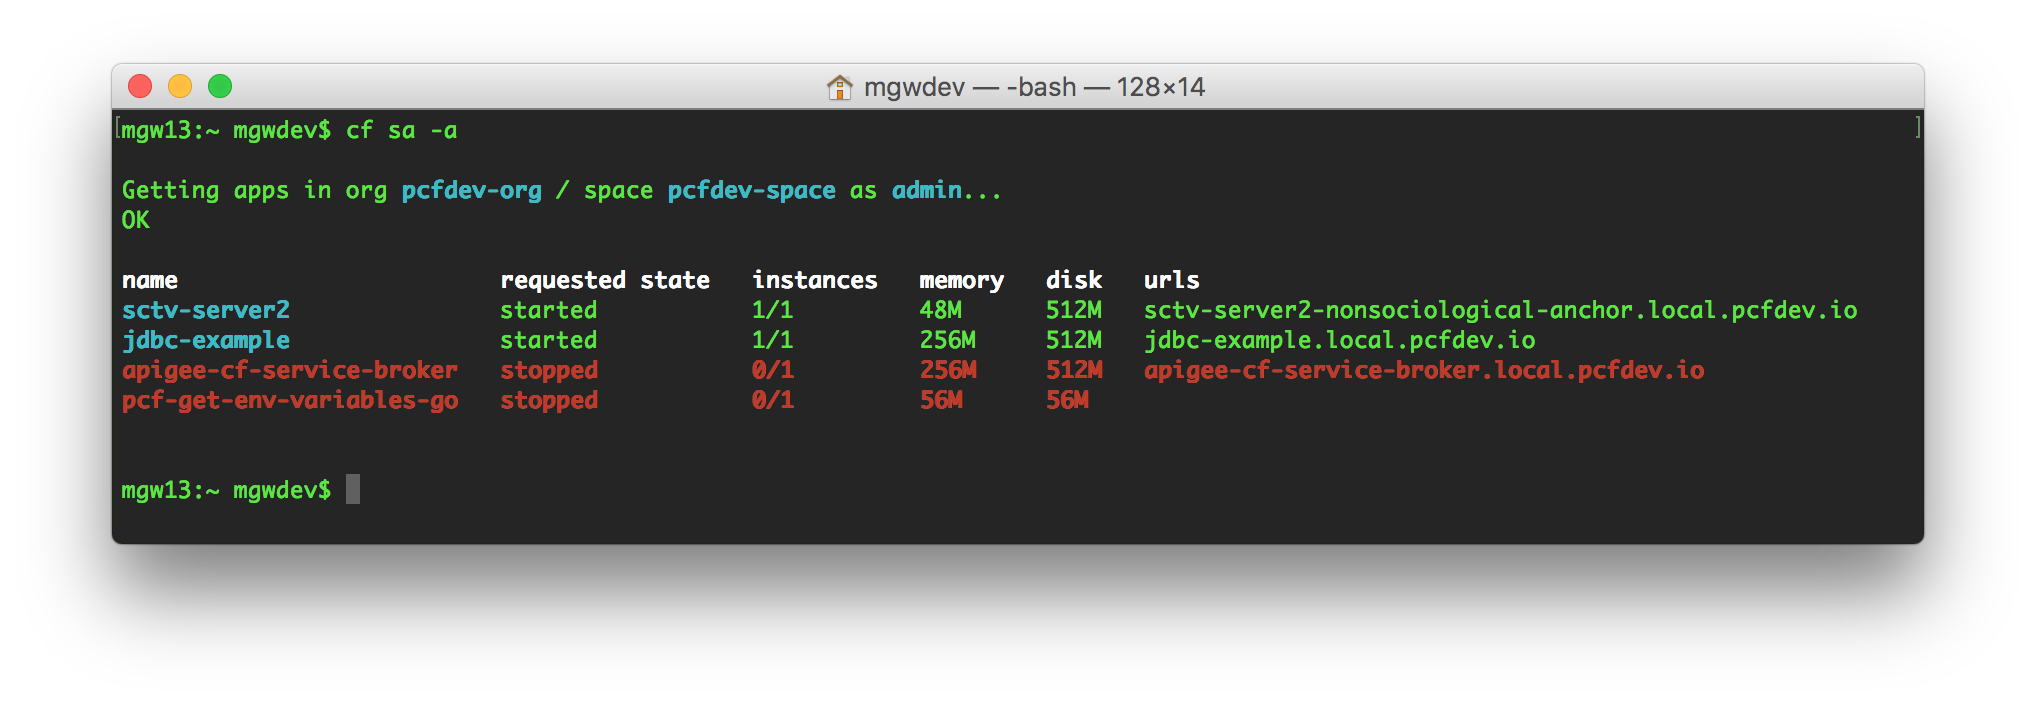 mgwdev — -bash — 128×14
[mgw13:~ mgwdev$ cf sa -a ]
Getting apps in org pcfdev-org / space pcfdev-space as admin...
OK
name requested state instances memory disk urls
sctv-server2 started 1/1 48M 512M sctv-server2-nonsociological-anchor.local.pcfdev.io
jdbc-example started 1/1 256M 512M jdbc-example.local.pcfdev.io
apigee-cf-service-broker stopped 0/1 256M 512M apigee-cf-service-broker.local.pcfdev.io
pcf-get-env-variables-go stopped 0/1 56M 56M
mgw13:~ mgwdev$